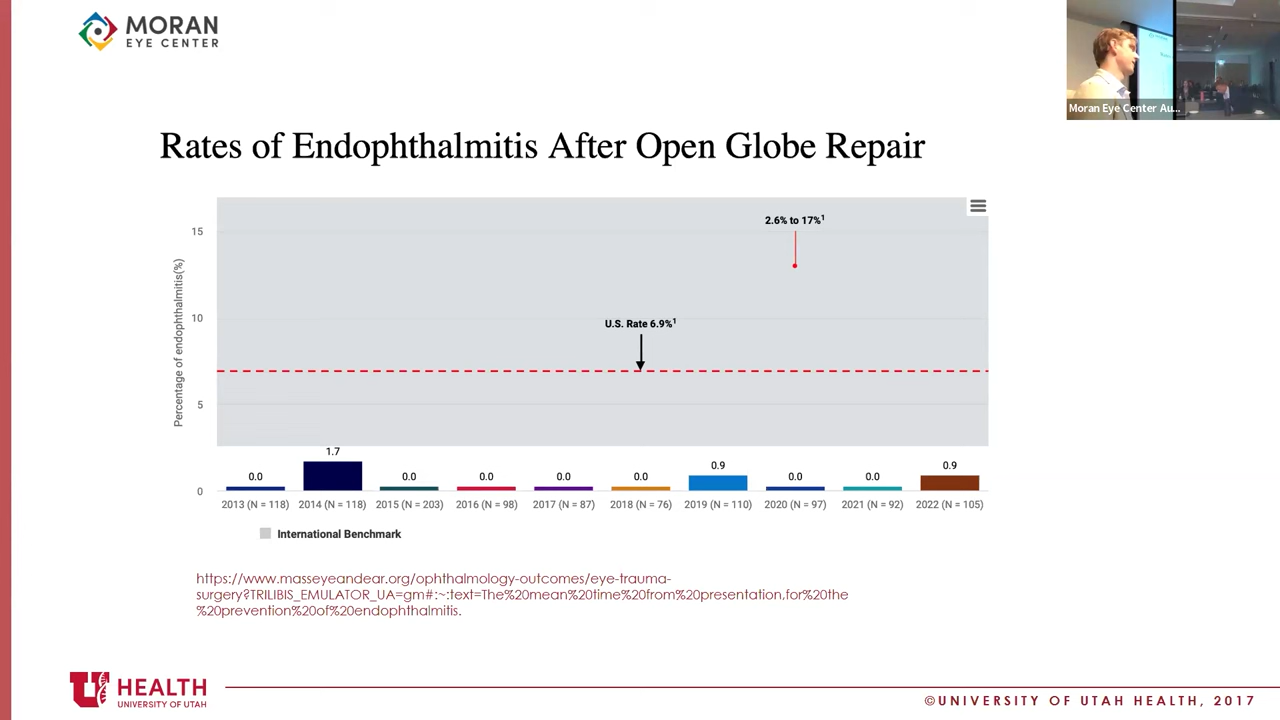 MORAN
EYE CENTER
Moran Eye Center Au...
Rates of Endophthalmitis After Open Globe Repair
2.6% to 17%¹
15
U.S. Rate 6.9%¹
10
Percentage of endophthalmitis(%)
5
1.7
0.9
0.9
0.0
0.0
0.0
0.0
0.0
0.0
0.0
0
2013 (N = 118) 2014 (N = 118) 2015 (N = 203) 2016 (N = 98) 2017 (N = 87) 2018 (N = 76) 2019 (N = 110) 2020 (N = 97) 2021 (N = 92) 2022 (N = 105)
International Benchmark
https://www.masseyeandear.org/ophthalmology-outcomes/eye-trauma-
surgery?TRILIBIS_EMULATOR_UA=gm#:~:text=The%20mean%20time%20from%20presentation,for%20the
%20prevention%20of%20endophthalmitis.
U HEALTH
UNIVERSITY OF UTAH
©UNIVERSITY OF UTAH HEALTH, 2017